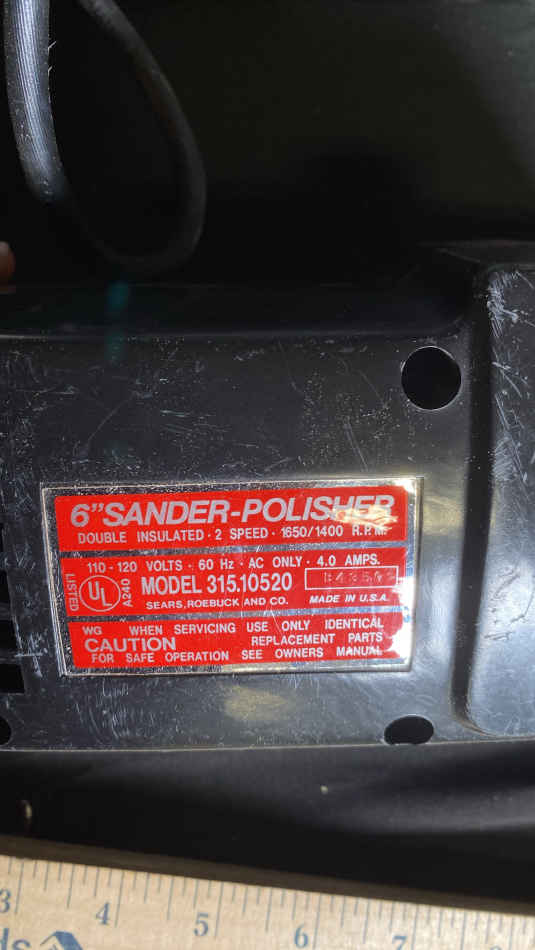 6" SANDER-POLISHER
DOUBLE INSULATED · 2 SPEED · 1650/1400 R.P.M.
110 - 120 VOLTS · 60 Hz · AC ONLY · 4.0 AMPS.
LISTED UL A240 MODEL 315.10520
SEARS, ROEBUCK AND CO. MADE IN U.S.A.
WG WHEN SERVICING USE ONLY IDENTICAL
CAUTION REPLACEMENT PARTS
FOR SAFE OPERATION SEE OWNERS MANUAL
3 4 5 6 7 8